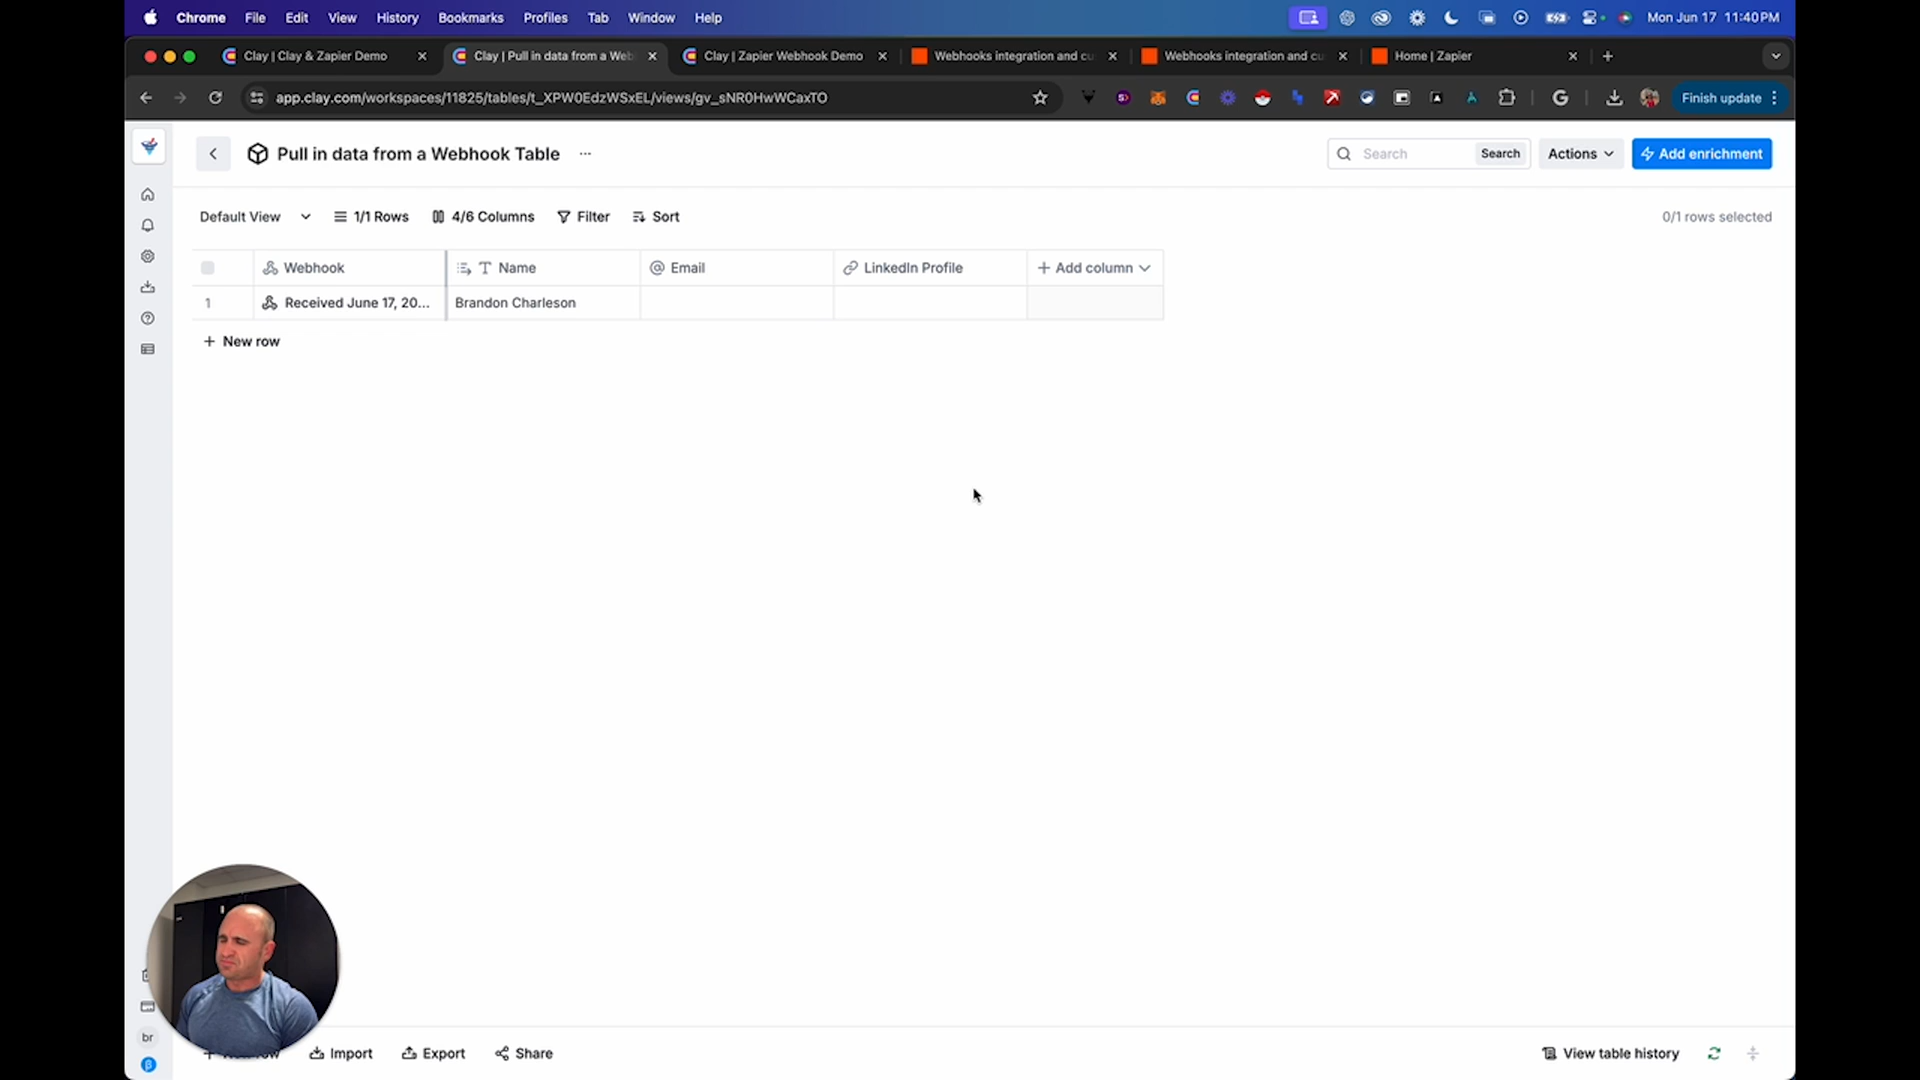 Chrome File Edit View History Bookmarks Profiles Tab Window Help Mon Jun 17 11:40 PM
Clay | Clay & Zapier Demo Clay | Pull in data from a Web Clay | Zapier Webhook Demo Webhooks integration and cu Webhooks integration and cu Home | Zapier
app.clay.com/workspaces/11825/tables/t_XPW0EdzWSxEL/views/gv_sNR0HwWCaxTO Finish update
Pull in data from a Webhook Table Search Search Actions Add enrichment
Default View 1/1 Rows 4/6 Columns Filter Sort 0/1 rows selected
Webhook Name Email LinkedIn Profile Add column
1 Received June 17, 20... Brandon Charleson
New row
br
Import Export Share View table history